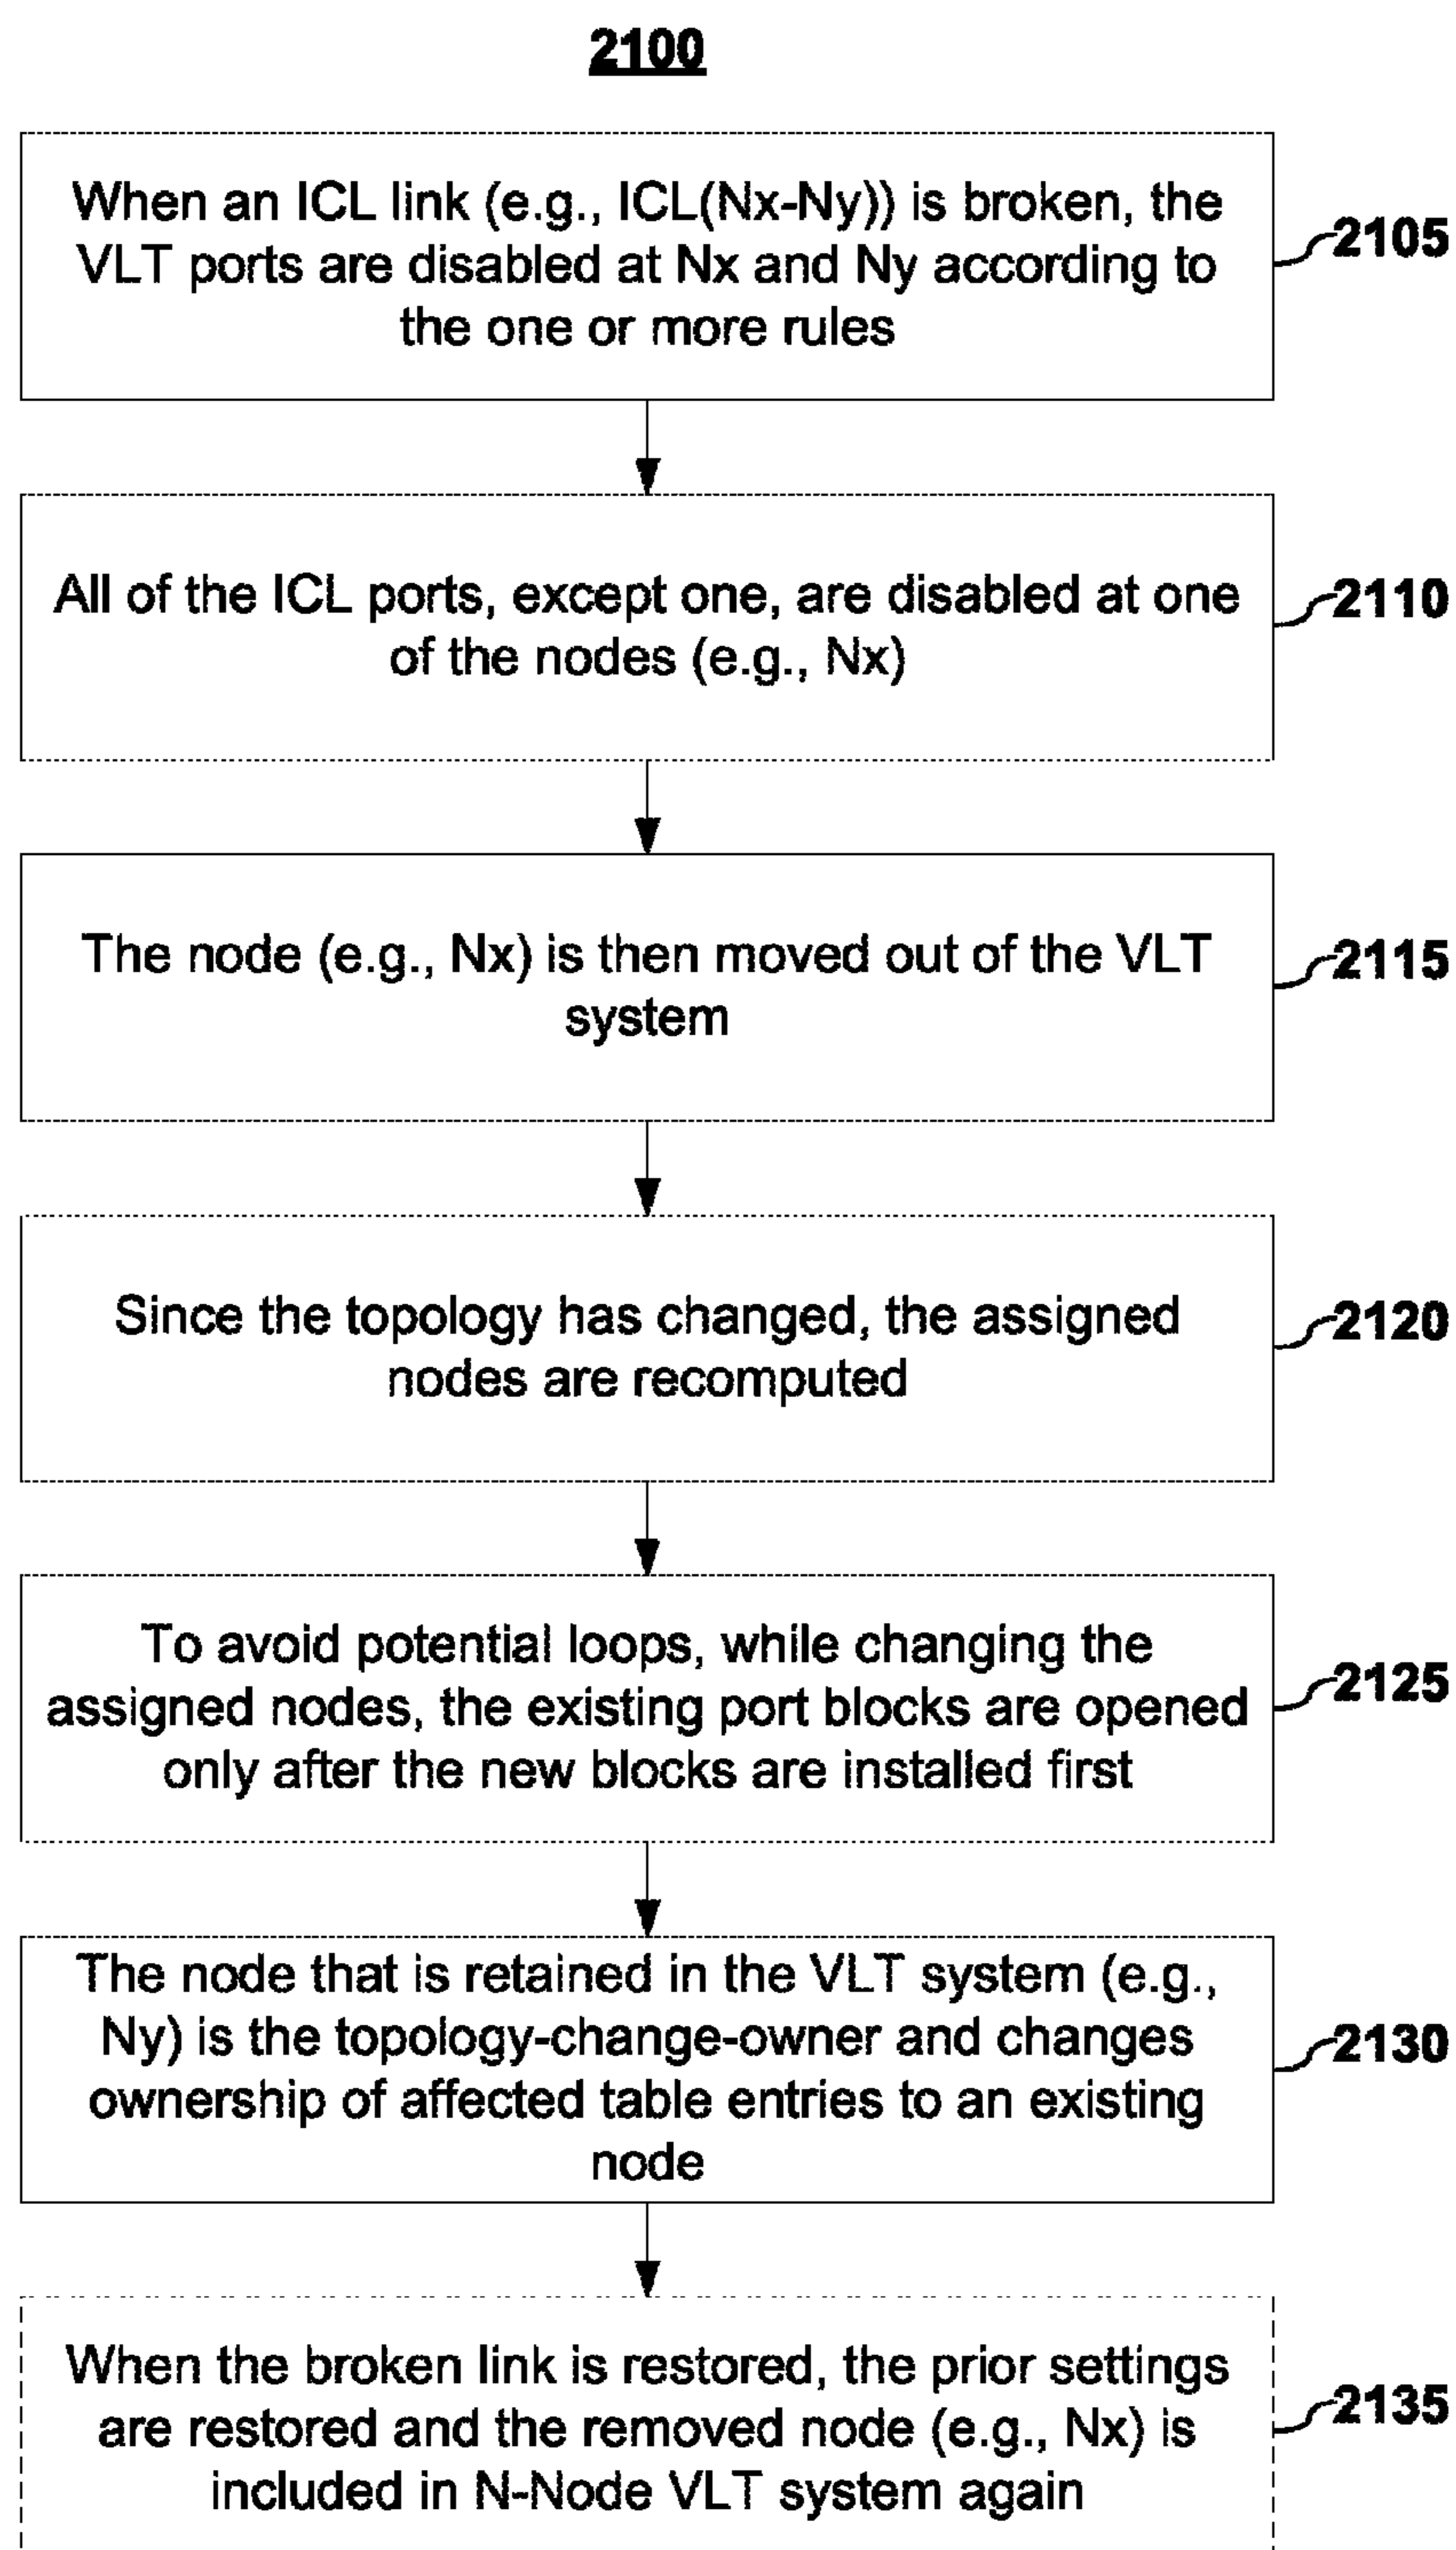 2100
When an ICL link (e.g., ICL(Nx-Ny)) is broken, the
VLT ports are disabled at Nx and Ny according to
the one or more rules
2105
All of the ICL ports, except one, are disabled at one
of the nodes (e.g., Nx)
2110
The node (e.g., Nx) is then moved out of the VLT
system
2115
Since the topology has changed, the assigned
nodes are recomputed
2120
To avoid potential loops, while changing the
assigned nodes, the existing port blocks are opened
only after the new blocks are installed first
2125
The node that is retained in the VLT system (e.g.,
Ny) is the topology-change-owner and changes
ownership of affected table entries to an existing
node
2130
When the broken link is restored, the prior settings
are restored and the removed node (e.g., Nx) is
included in N-Node VLT system again
2135